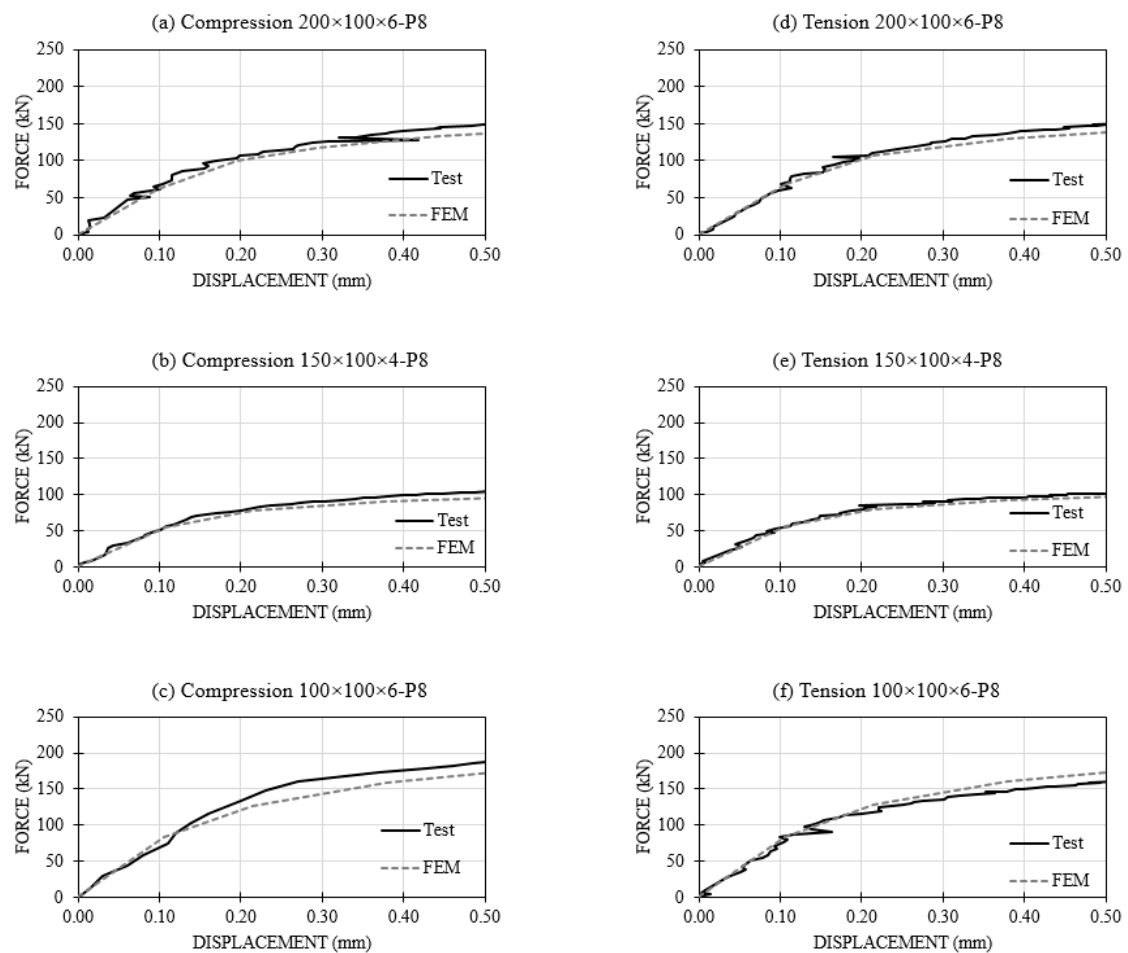 (a) Compression 200×100×6-P8
250
200
150
100
50
0
FORCE (kN)
Test
FEM
0.00 0.10 0.20 0.30 0.40 0.50
DISPLACEMENT (mm)
(d) Tension 200×100×6-P8
250
200
150
100
50
0
FORCE (kN)
Test
FEM
0.00 0.10 0.20 0.30 0.40 0.50
DISPLACEMENT (mm)
(b) Compression 150×100×4-P8
250
200
150
100
50
0
FORCE (kN)
Test
FEM
0.00 0.10 0.20 0.30 0.40 0.50
DISPLACEMENT (mm)
(e) Tension 150×100×4-P8
250
200
150
100
50
0
FORCE (kN)
Test
FEM
0.00 0.10 0.20 0.30 0.40 0.50
DISPLACEMENT (mm)
(c) Compression 100×100×6-P8
250
200
150
100
50
0
FORCE (kN)
Test
FEM
0.00 0.10 0.20 0.30 0.40 0.50
DISPLACEMENT (mm)
(f) Tension 100×100×6-P8
250
200
150
100
50
0
FORCE (kN)
Test
FEM
0.00 0.10 0.20 0.30 0.40 0.50
DISPLACEMENT (mm)